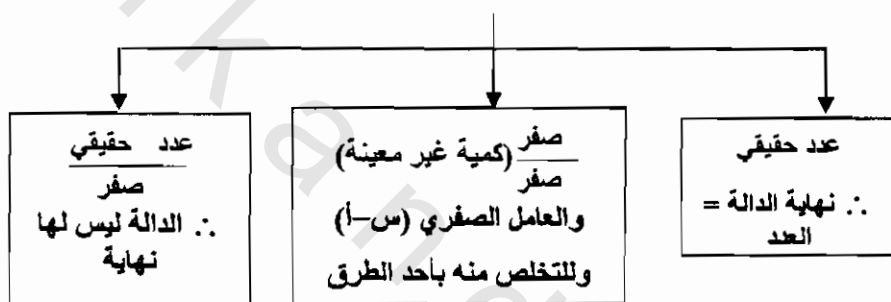 عدد حقيقي
∴ نهاية الدالة =
العدد
صفر
صفر (كمية غير معينة)
والعامل الصفري (س–أ)
وللتخلص منه بأحد الطرق
عدد حقيقي
صفر
∴ الدالة ليس لها
نهاية